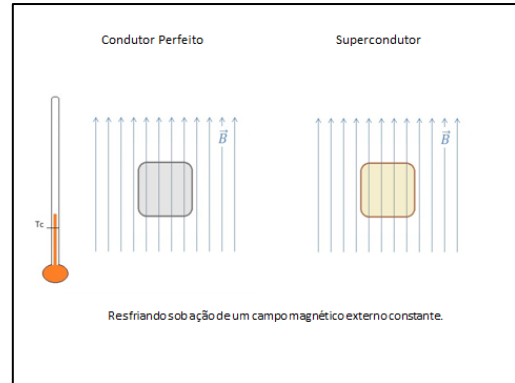 Condutor Perfeito
Supercondutor
B
B
Tc
Resfriando sob ação de um campo magnético externo constante.